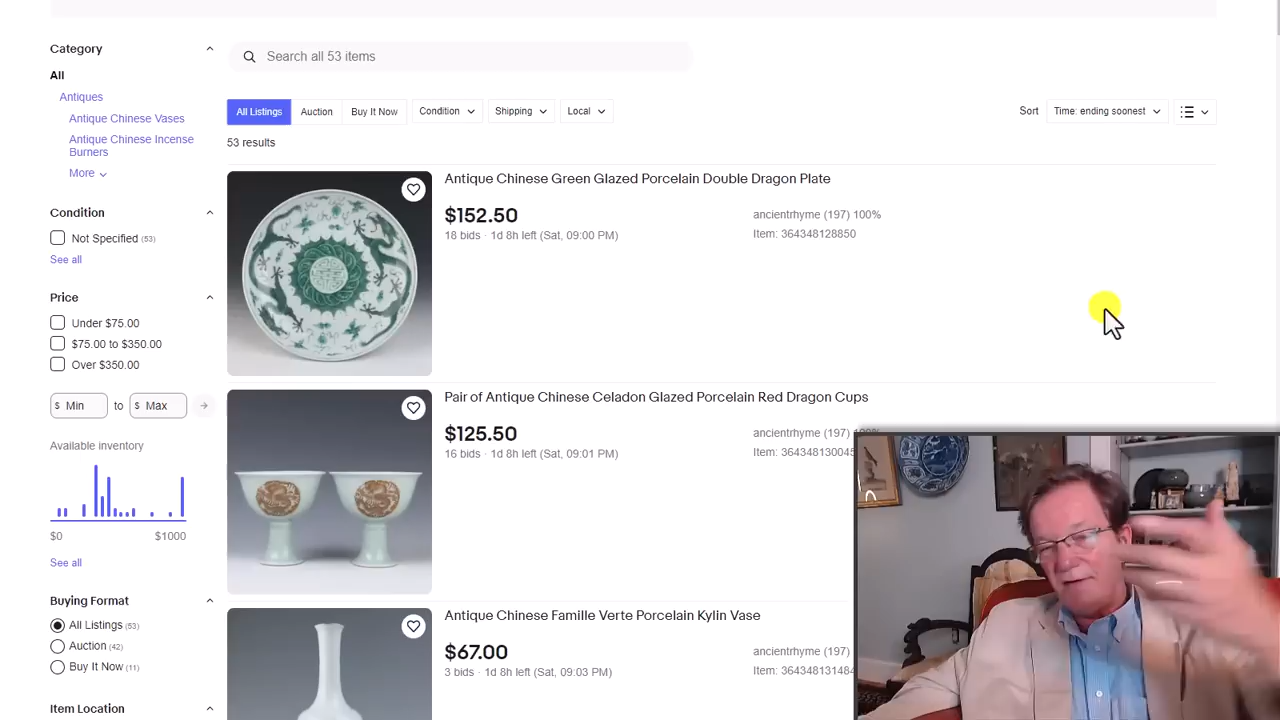 Category
All
Antiques
Antique Chinese Vases
Antique Chinese Incense
Burners
More
Condition
Not Specified (53)
See all
Price
Under $75.00
$75.00 to $350.00
Over $350.00
$ Min to $ Max
Available inventory
$0 $1000
See all
Buying Format
All Listings (53)
Auction (42)
Buy It Now (11)
Item Location
Search all 53 items
All Listings Auction Buy It Now Condition Shipping Local Sort Time: ending soonest
53 results
Antique Chinese Green Glazed Porcelain Double Dragon Plate
$152.50 ancientrhyme (197) 100%
18 bids · 1d 8h left (Sat, 09:00 PM) Item: 364348128850
Pair of Antique Chinese Celadon Glazed Porcelain Red Dragon Cups
$125.50 ancientrhyme (197) 100%
16 bids · 1d 8h left (Sat, 09:01 PM) Item: 364348130045
Antique Chinese Famille Verte Porcelain Kylin Vase
$67.00 ancientrhyme (197)
3 bids · 1d 8h left (Sat, 09:03 PM) Item: 364348131484